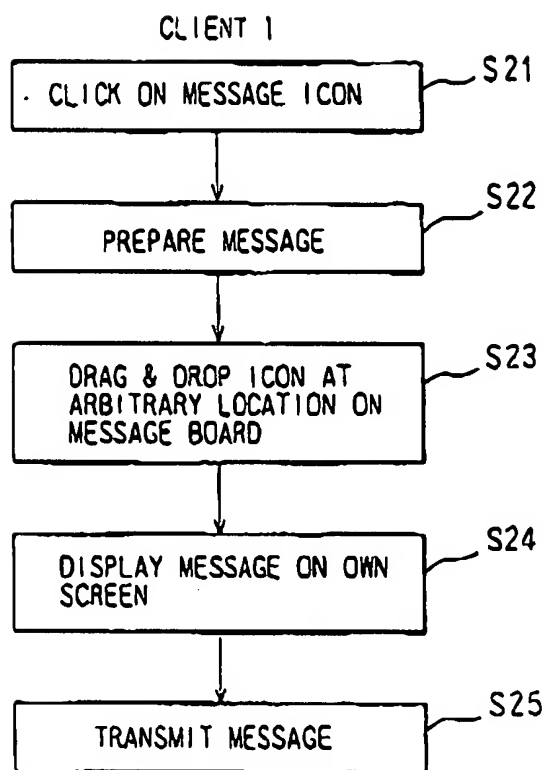 CLIENT 1
CLICK ON MESSAGE ICON
S21
PREPARE MESSAGE
S22
DRAG & DROP ICON AT
ARBITRARY LOCATION ON
MESSAGE BOARD
S23
DISPLAY MESSAGE ON OWN
SCREEN
S24
TRANSMIT MESSAGE
S25